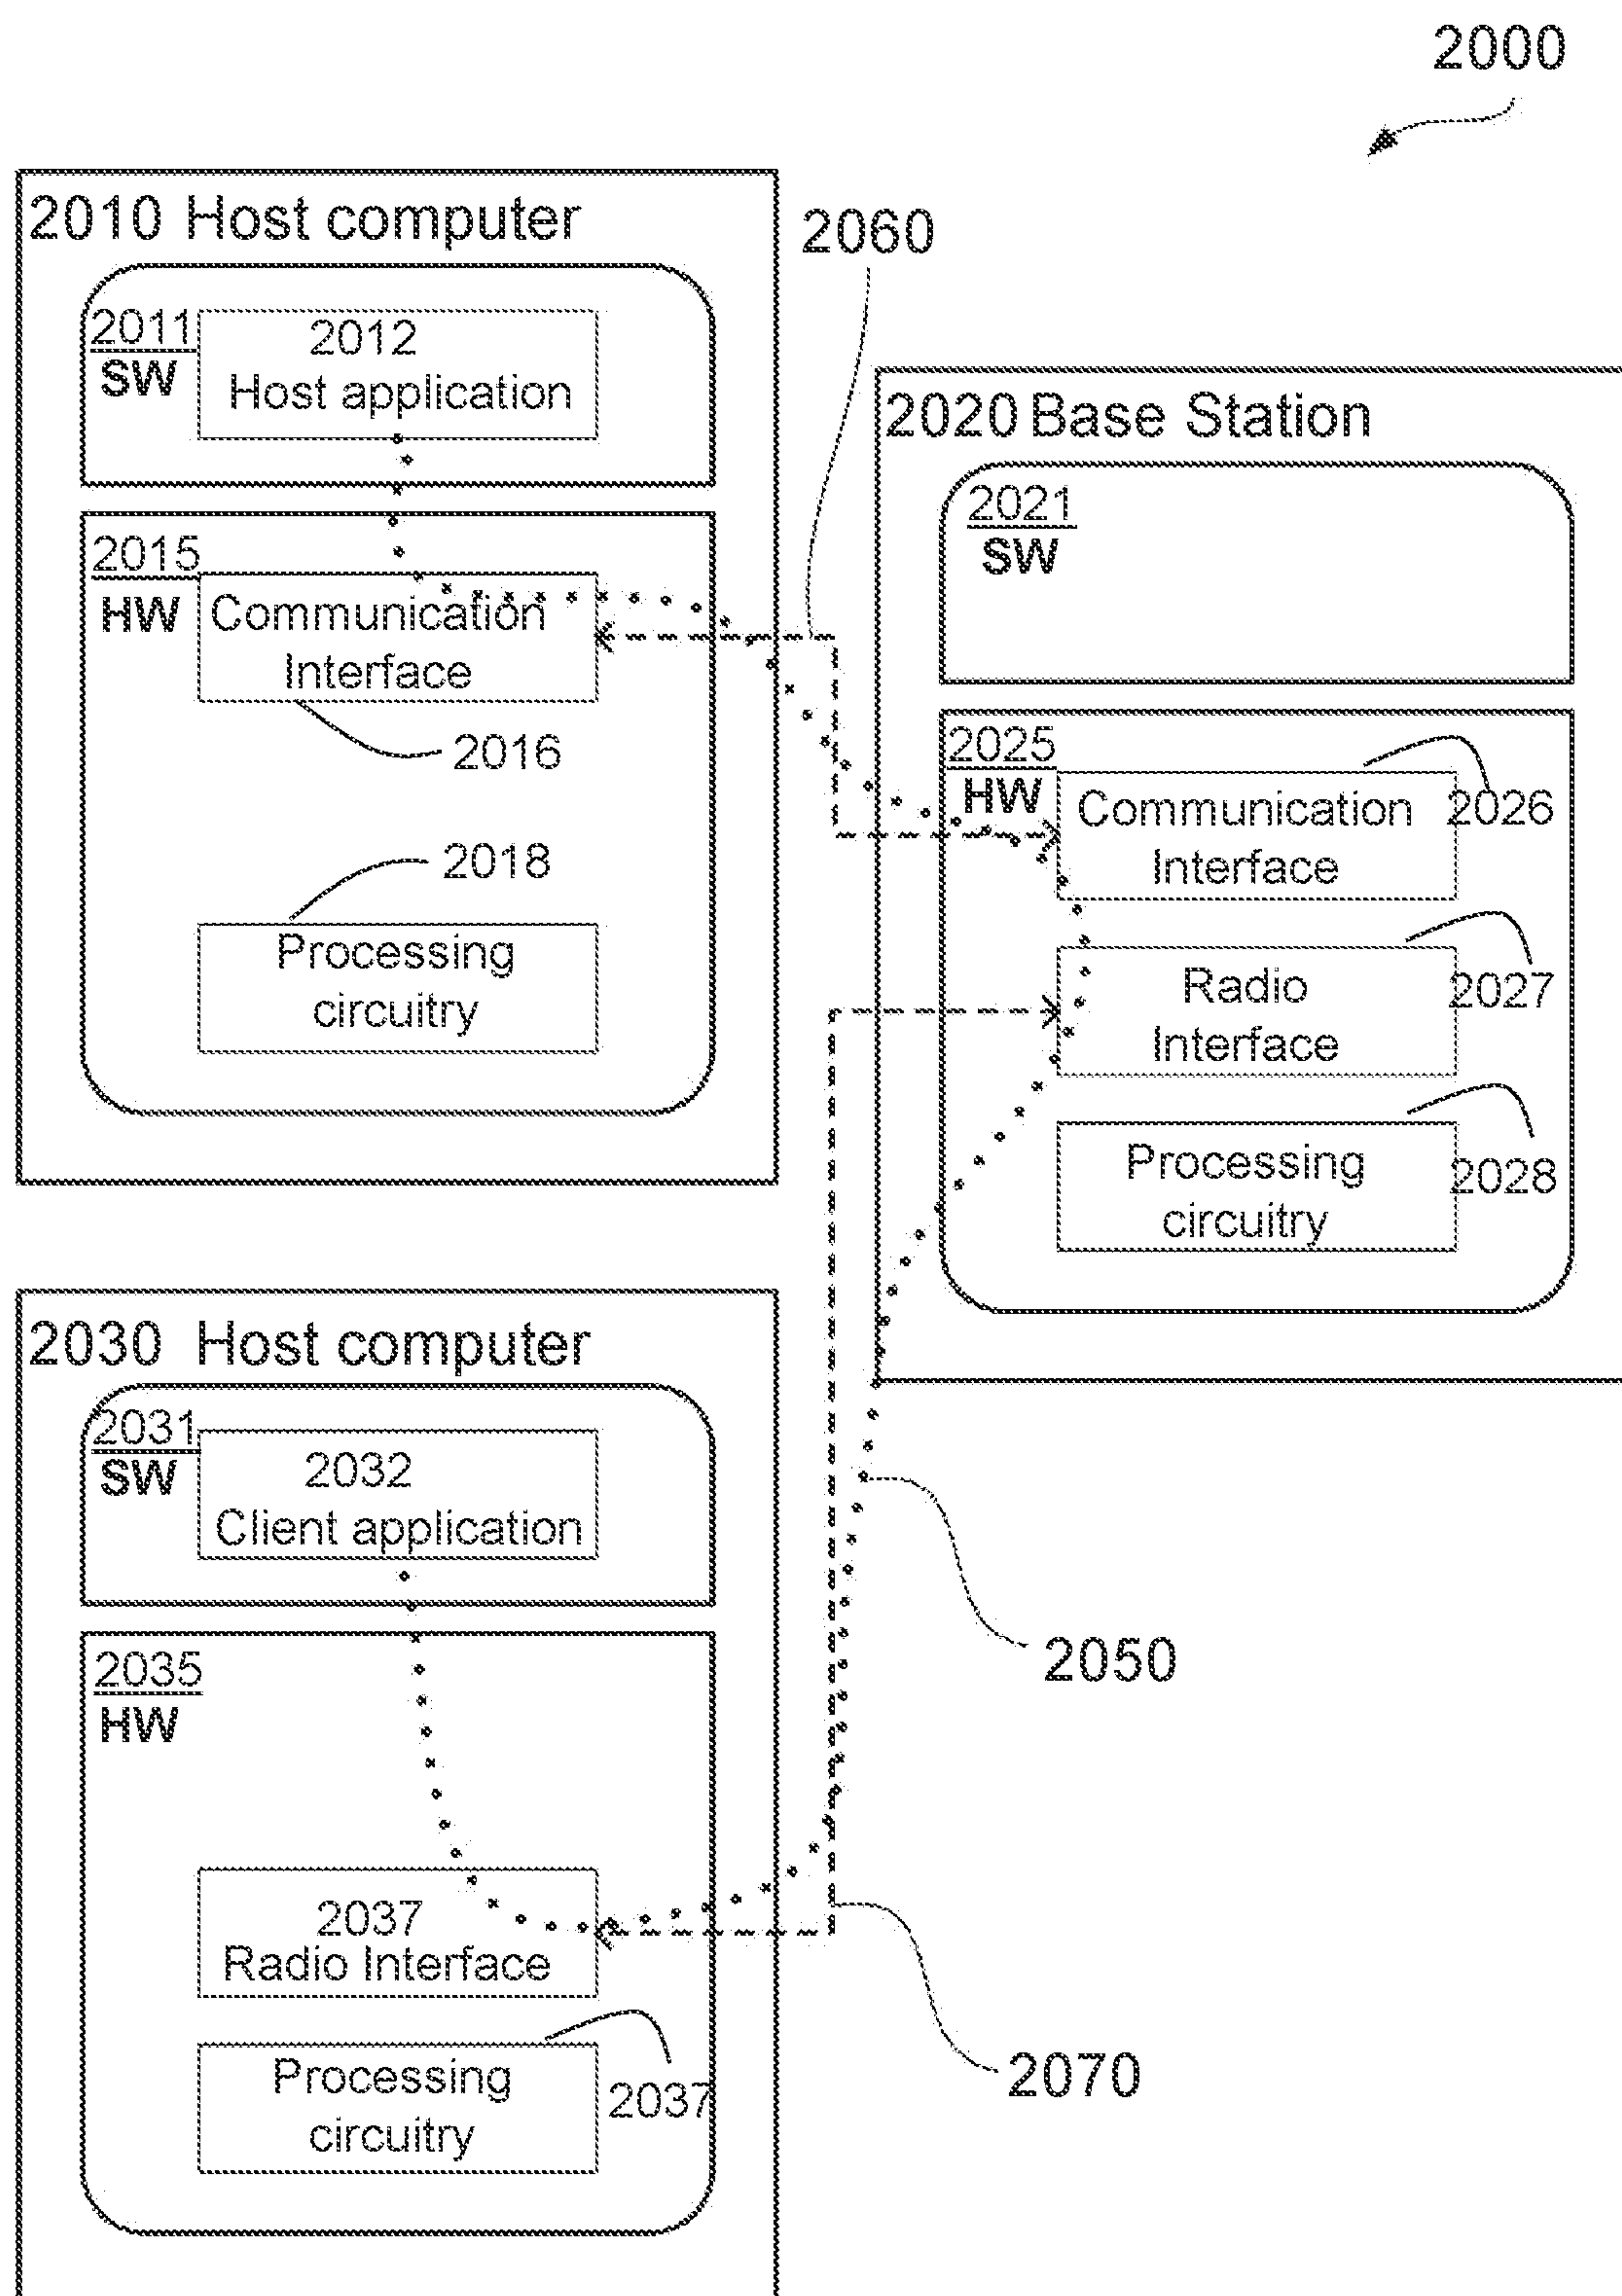 2000
2010 Host computer
2011
SW
2012
Host application
2015
HW
Communication
Interface
2016
2018
Processing
circuitry
2060
2020 Base Station
2021
SW
2025
HW
Communication
Interface
2026
Radio
Interface
2027
Processing
circuitry
2028
2030 Host computer
2031
SW
2032
Client application
2035
HW
2037
Radio Interface
Processing
circuitry
2037
2050
2070